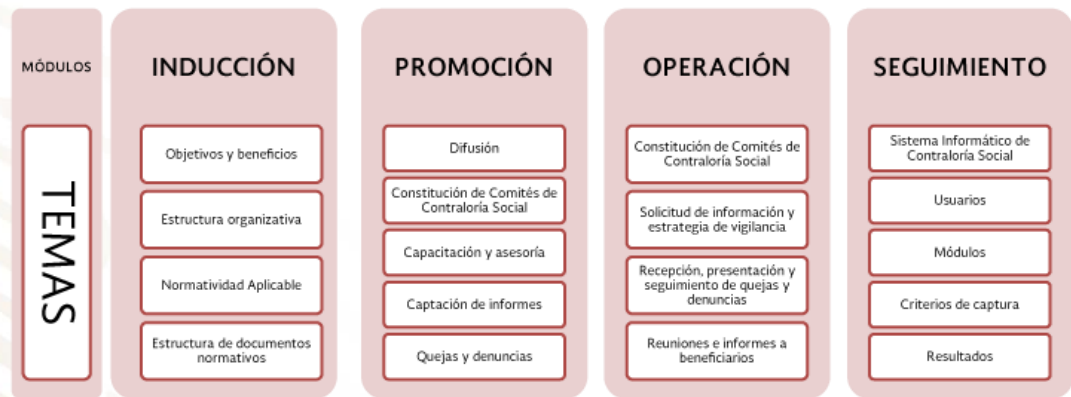 MÓDULOS
TEMAS
INDUCCIÓN
Objetivos y beneficios
Estructura organizativa
Normatividad Aplicable
Estructura de documentos
normativos
PROMOCIÓN
Difusión
Constitución de Comités de
Contraloría Social
Capacitación y asesoría
Captación de informes
Quejas y denuncias
OPERACIÓN
Constitución de Comités de
Contraloría Social
Solicitud de información y
estrategia de vigilancia
Recepción, presentación y
seguimiento de quejas y
denuncias
Reuniones e informes a
beneficiarios
SEGUIMIENTO
Sistema Informático de
Contraloría Social
Usuarios
Módulos
Criterios de captura
Resultados